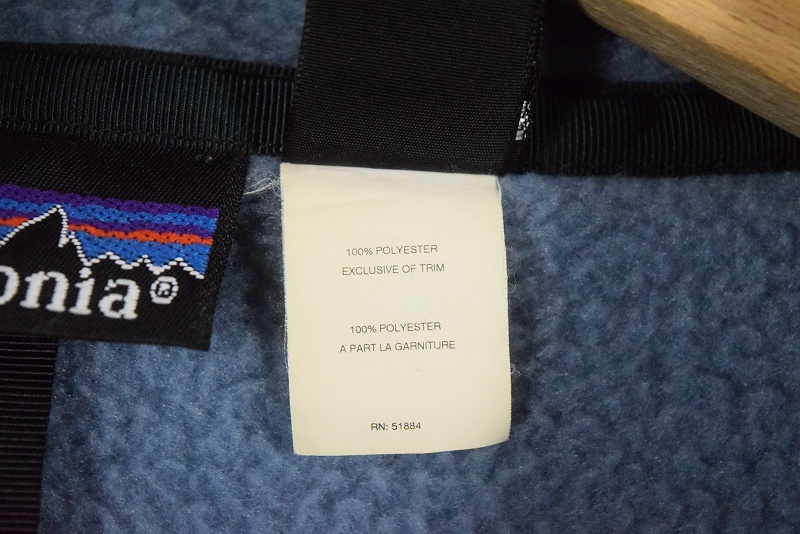 onia®
100% POLYESTER
EXCLUSIVE OF TRIM
100% POLYESTER
A PART LA GARNITURE
RN: 51884